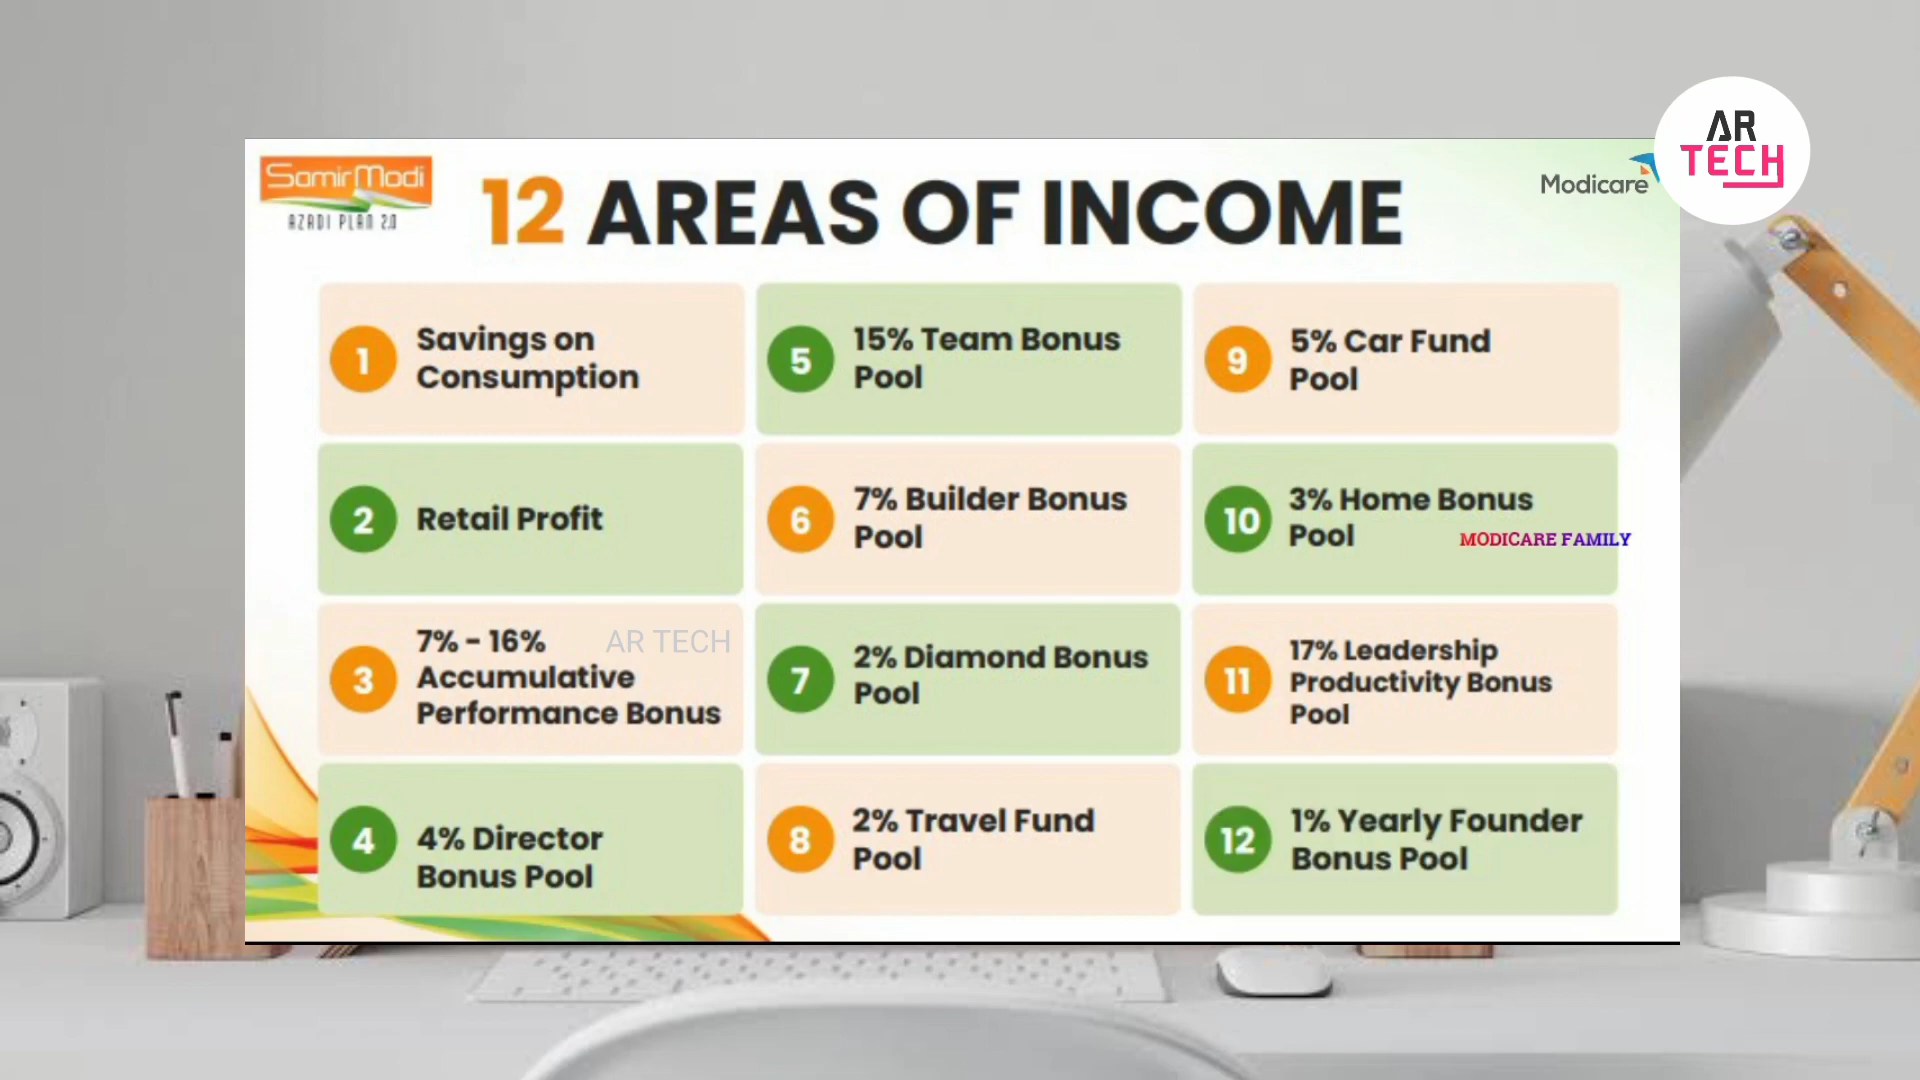 AR
TECH
Samir Modi
AZADI PLAN 2.0
12 AREAS OF INCOME
Modicare
1
Savings on
Consumption
2
Retail Profit
3
7% - 16%
Accumulative
Performance Bonus
AR TECH
4
4% Director
Bonus Pool
5
15% Team Bonus
Pool
6
7% Builder Bonus
Pool
7
2% Diamond Bonus
Pool
8
2% Travel Fund
Pool
9
5% Car Fund
Pool
10
3% Home Bonus
Pool
MODICARE FAMILY
11
17% Leadership
Productivity Bonus
Pool
12
1% Yearly Founder
Bonus Pool